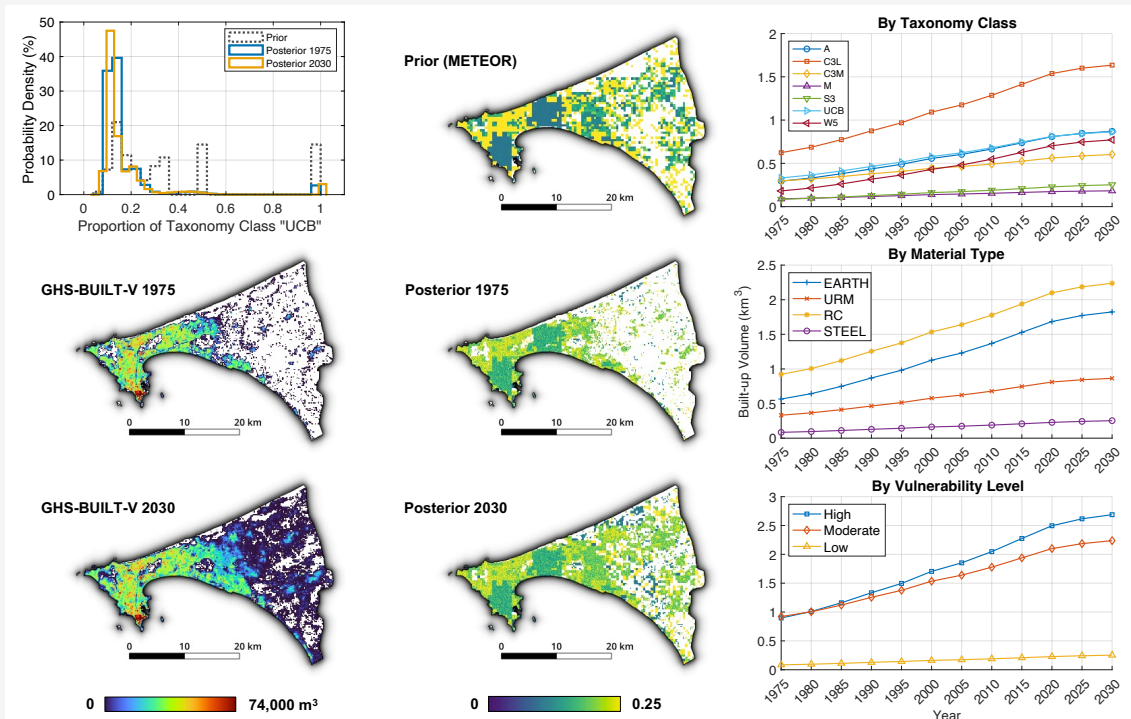 50
40
30
20
10
0
Probability Density (%)
Prior
Posterior 1975
Posterior 2030
0 0.2 0.4 0.6 0.8 1
Proportion of Taxonomy Class "UCB"
Prior (METEOR)
0 10 20 km
By Taxonomy Class
2
1.5
1
0.5
0
A
C3L
C3M
M
S3
UCB
W5
1975 1980 1985 1990 1995 2000 2005 2010 2015 2020 2025 2030
GHS-BUILT-V 1975
0 10 20 km
Posterior 1975
0 10 20 km
By Material Type
2.5
2
1.5
1
0.5
0
Built-up Volume (km³)
EARTH
URM
RC
STEEL
1975 1980 1985 1990 1995 2000 2005 2010 2015 2020 2025 2030
GHS-BUILT-V 2030
0 10 20 km
0 74,000 m³
Posterior 2030
0 10 20 km
0 0.25
By Vulnerability Level
3
2.5
2
1.5
1
0.5
0
High
Moderate
Low
1975 1980 1985 1990 1995 2000 2005 2010 2015 2020 2025 2030
Year